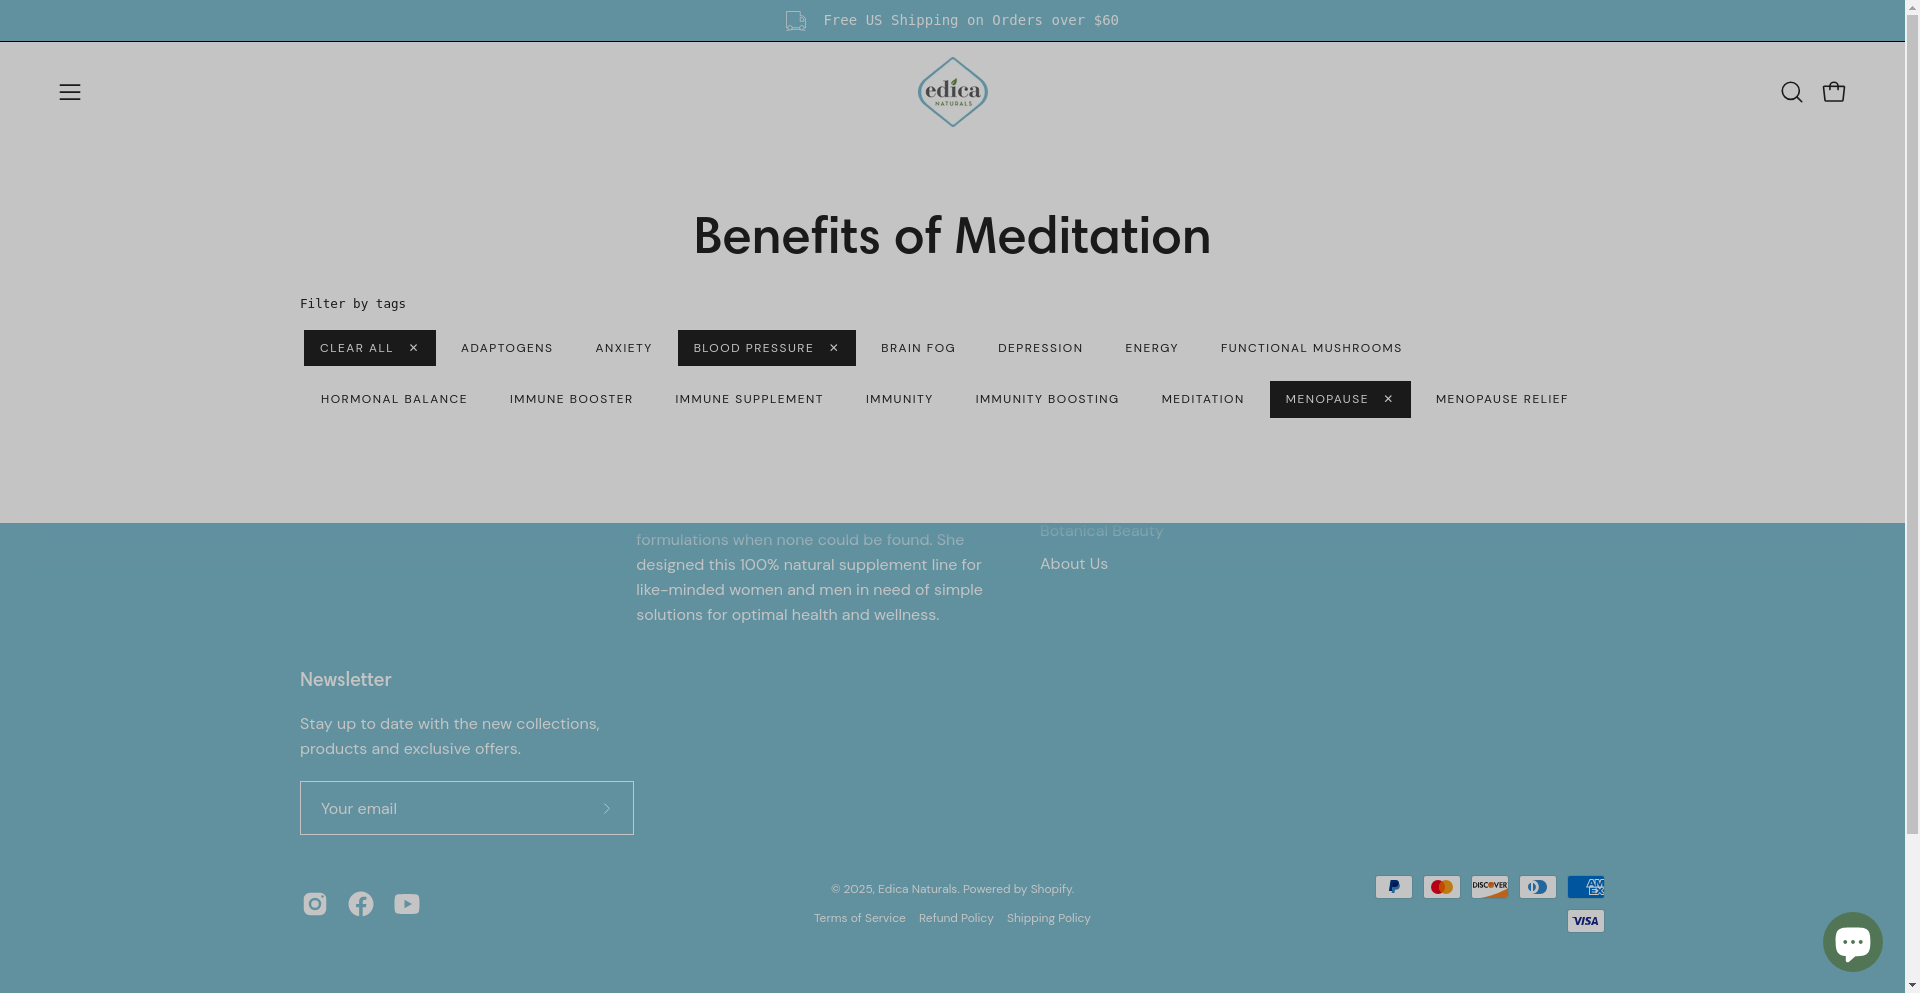 Free US Shipping on Orders over $60
edica
NATURALS
Benefits of Meditation
Filter by tags
CLEAR ALL ✕ ADAPTOGENS ANXIETY BLOOD PRESSURE ✕ BRAIN FOG DEPRESSION ENERGY FUNCTIONAL MUSHROOMS
HORMONAL BALANCE IMMUNE BOOSTER IMMUNE SUPPLEMENT IMMUNITY IMMUNITY BOOSTING MEDITATION MENOPAUSE ✕ MENOPAUSE RELIEF
formulations when none could be found. She
designed this 100% natural supplement line for
like-minded women and men in need of simple
solutions for optimal health and wellness.
Botanical Beauty
About Us
Newsletter
Stay up to date with the new collections,
products and exclusive offers.
Your email
© 2025, Edica Naturals. Powered by Shopify.
Terms of Service Refund Policy Shipping Policy
DISCOVER
AM
EX
VISA